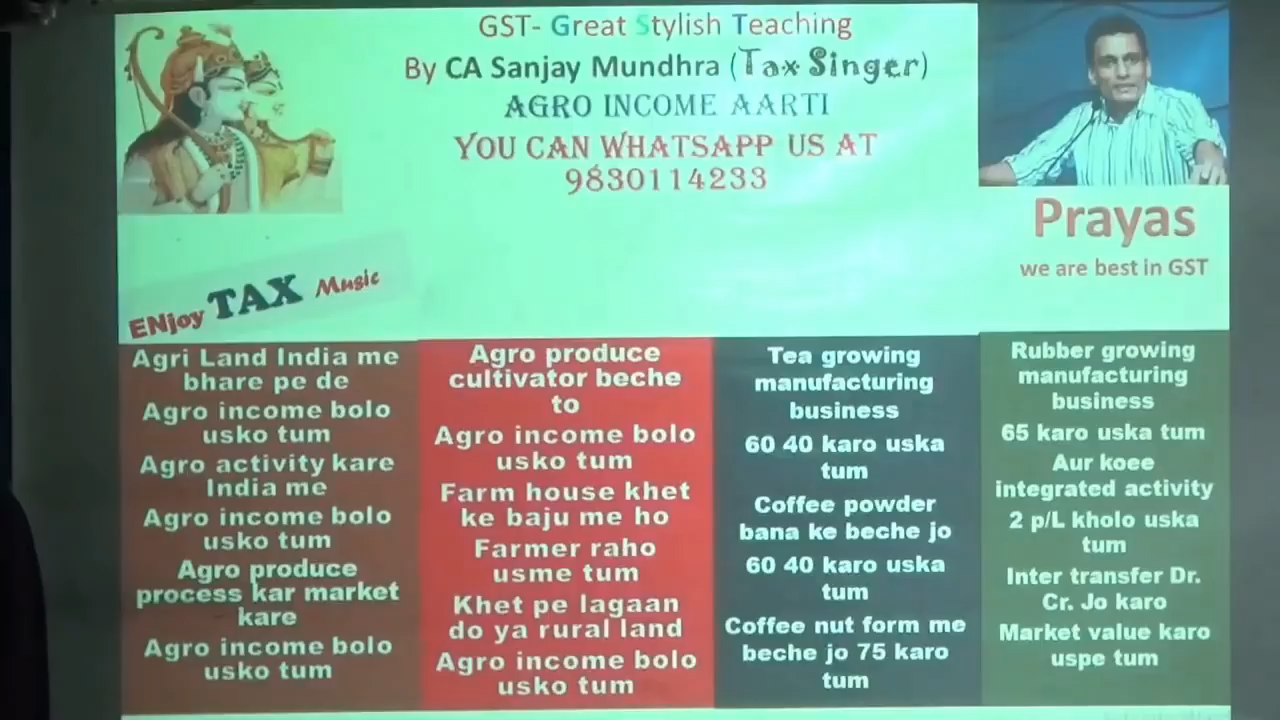 GST- Great Stylish Teaching
By CA Sanjay Mundhra (Tax Singer)
AGRO INCOME AARTI
YOU CAN WHATSAPP US AT
9830114233
Prayas
we are best in GST
ENjoy TAX Music
Agri Land India me
bhare pe de
Agro income bolo
usko tum
Agro activity kare
India me
Agro income bolo
usko tum
Agro produce
process kar market
kare
Agro income bolo
usko tum
Agro produce
cultivator beche
to
Agro income bolo
usko tum
Farm house khet
ke baju me ho
Farmer raho
usme tum
Khet pe lagaan
do ya rural land
Agro income bolo
usko tum
Tea growing
manufacturing
business
60 40 karo uska
tum
Coffee powder
bana ke beche jo
60 40 karo uska
tum
Coffee nut form me
beche jo 75 karo
tum
Rubber growing
manufacturing
business
65 karo uska tum
Aur koee
integrated activity
2 p/L kholo uska
tum
Inter transfer Dr.
Cr. Jo karo
Market value karo
uspe tum